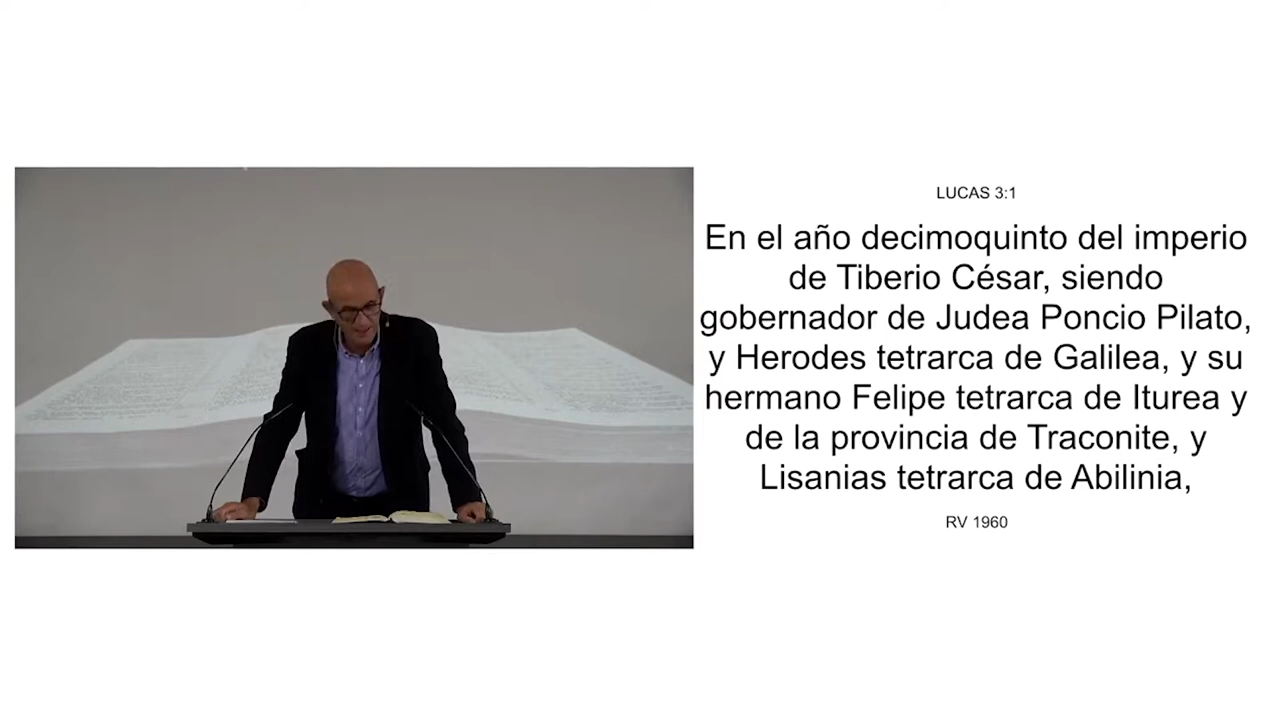 LUCAS 3:1
En el año decimoquinto del imperio
de Tiberio César, siendo
gobernador de Judea Poncio Pilato,
y Herodes tetrarca de Galilea, y su
hermano Felipe tetrarca de Iturea y
de la provincia de Traconite, y
Lisanias tetrarca de Abilinia,
RV 1960